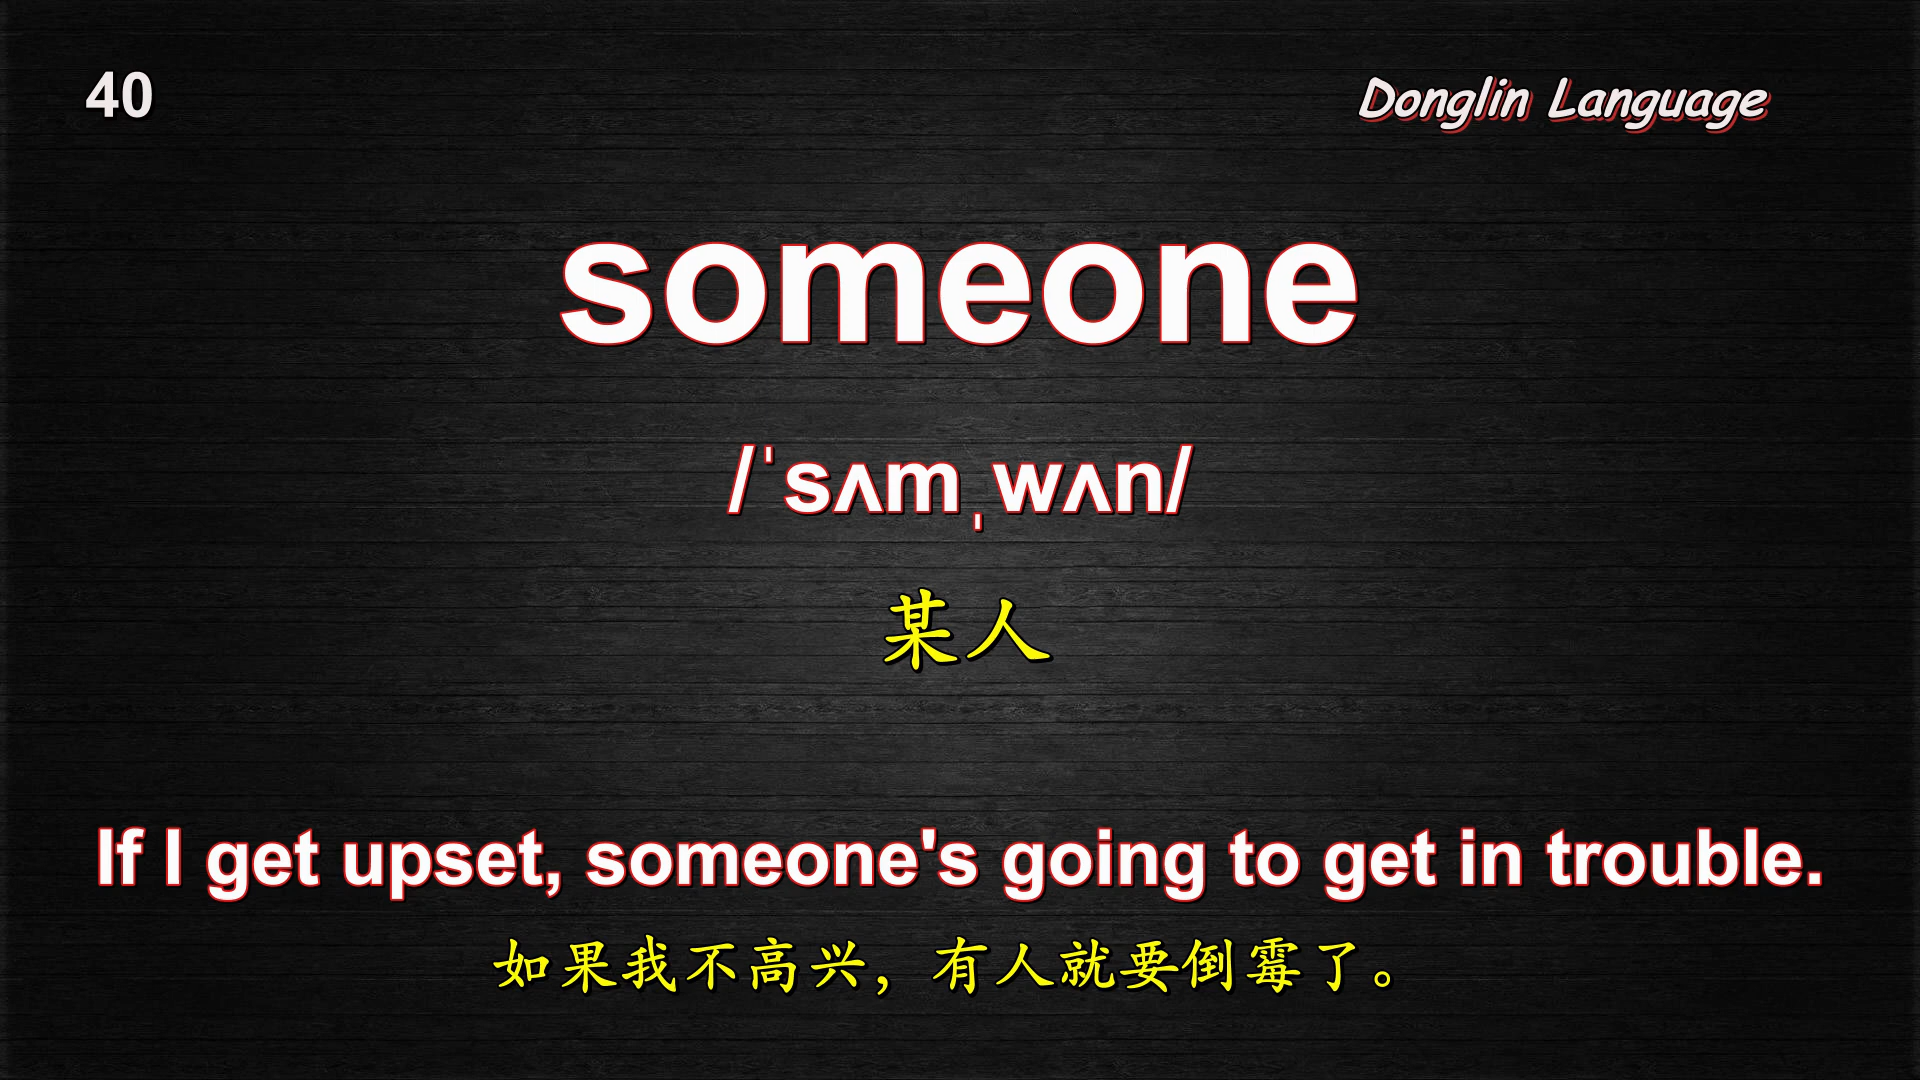 40
Donglin Language
someone
/ˈsʌmˌwʌn/
某人
If I get upset, someone's going to get in trouble.
如果我不高兴，有人就要倒霉了。